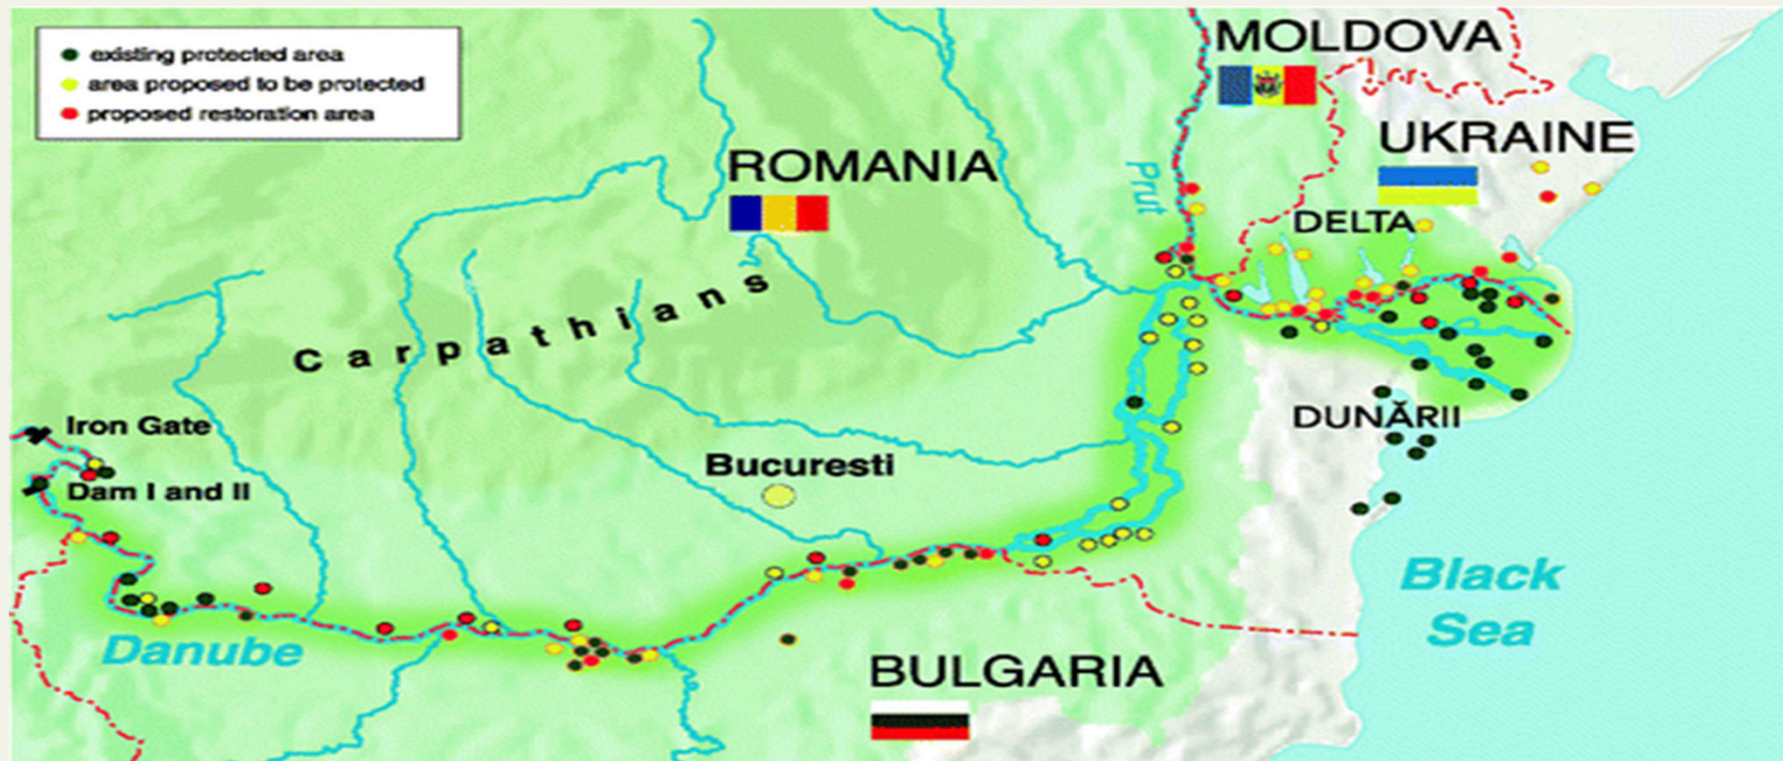 existing protected area
area proposed to be protected
proposed restoration area
MOLDOVA
UKRAINE
ROMANIA
Prut
DELTA
Carpathians
Iron Gate
DUNĂRII
Bucuresti
Dam I and II
Black
Sea
Danube
BULGARIA